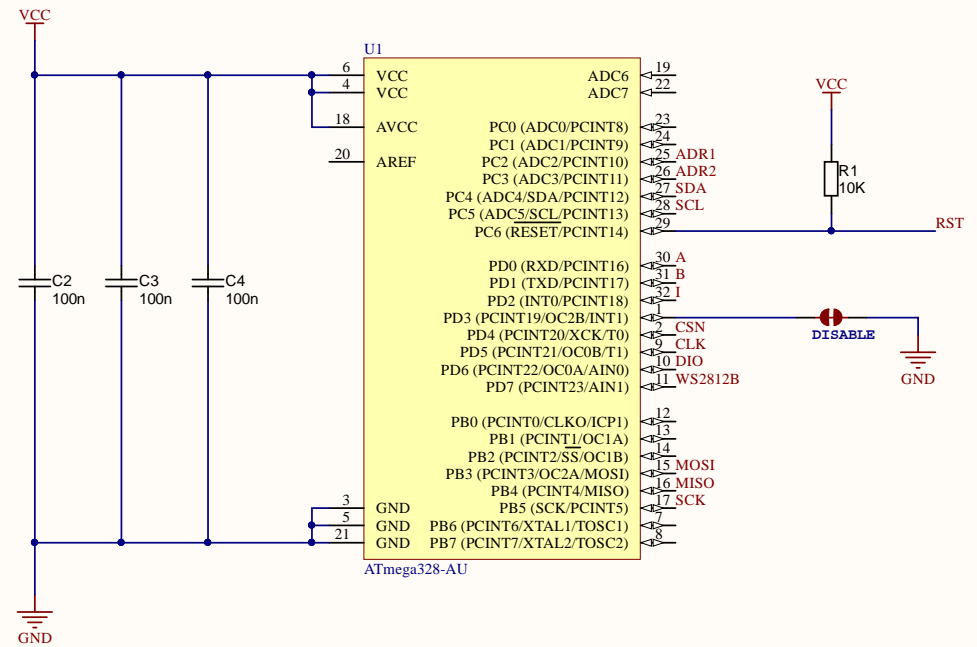 VCC
U1
6 VCC
4 VCC
18 AVCC
20 AREF
3 GND
5 GND
21 GND
ADC6 19
ADC7 22
PC0 (ADC0/PCINT8) 23
PC1 (ADC1/PCINT9) 24
PC2 (ADC2/PCINT10) 25 ADR1
PC3 (ADC3/PCINT11) 26 ADR2
PC4 (ADC4/SDA/PCINT12) 27 SDA
PC5 (ADC5/SCL/PCINT13) 28 SCL
PC6 (RESET/PCINT14) 29
PD0 (RXD/PCINT16) 30 A
PD1 (TXD/PCINT17) 31 B
PD2 (INT0/PCINT18) 32 I
PD3 (PCINT19/OC2B/INT1) 1
PD4 (PCINT20/XCK/T0) 2 CSN
PD5 (PCINT21/OC0B/T1) 9 CLK
PD6 (PCINT22/OC0A/AIN0) 10 DIO
PD7 (PCINT23/AIN1) 11 WS2812B
PB0 (PCINT0/CLKO/ICP1) 12
PB1 (PCINT1/OC1A) 13
PB2 (PCINT2/SS/OC1B) 14
PB3 (PCINT3/OC2A/MOSI) 15 MOSI
PB4 (PCINT4/MISO) 16 MISO
PB5 (SCK/PCINT5) 17 SCK
PB6 (PCINT6/XTAL1/TOSC1) 7
PB7 (PCINT7/XTAL2/TOSC2) 8
ATmega328-AU
C2
100n
C3
100n
C4
100n
GND
VCC
R1
10K
RST
DISABLE
GND